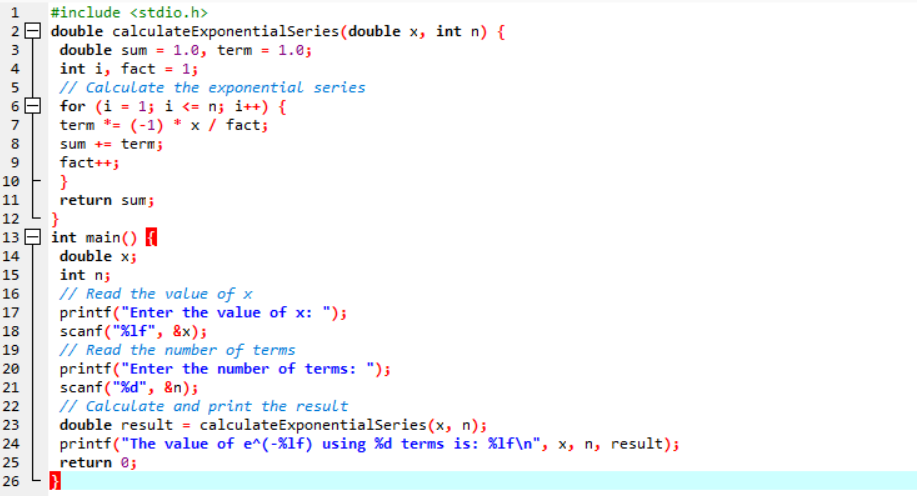 1 #include <stdio.h>
2 double calculateExponentialSeries(double x, int n) {
3 double sum = 1.0, term = 1.0;
4 int i, fact = 1;
5 // Calculate the exponential series
6 for (i = 1; i <= n; i++) {
7 term *= (-1) * x / fact;
8 sum += term;
9 fact++;
10 }
11 return sum;
12 }
13 int main() {
14 double x;
15 int n;
16 // Read the value of x
17 printf("Enter the value of x: ");
18 scanf("%lf", &x);
19 // Read the number of terms
20 printf("Enter the number of terms: ");
21 scanf("%d", &n);
22 // Calculate and print the result
23 double result = calculateExponentialSeries(x, n);
24 printf("The value of e^(-%lf) using %d terms is: %lf\n", x, n, result);
25 return 0;
26 }